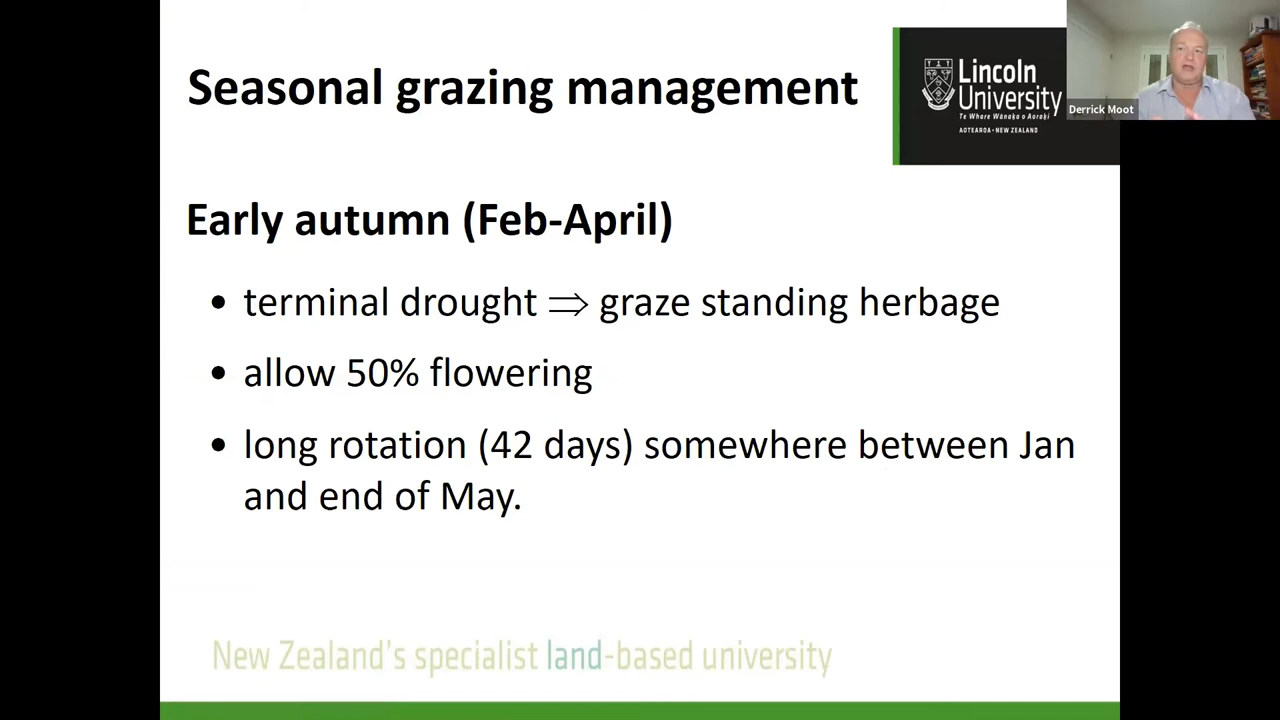 Seasonal grazing management
Lincoln
University
Te Whare Wānaka o Aoraki
AOTEAROA • NEW ZEALAND
Derrick Moot
Early autumn (Feb-April)
• terminal drought ⇒ graze standing herbage
• allow 50% flowering
• long rotation (42 days) somewhere between Jan
and end of May.
New Zealand's specialist land-based university